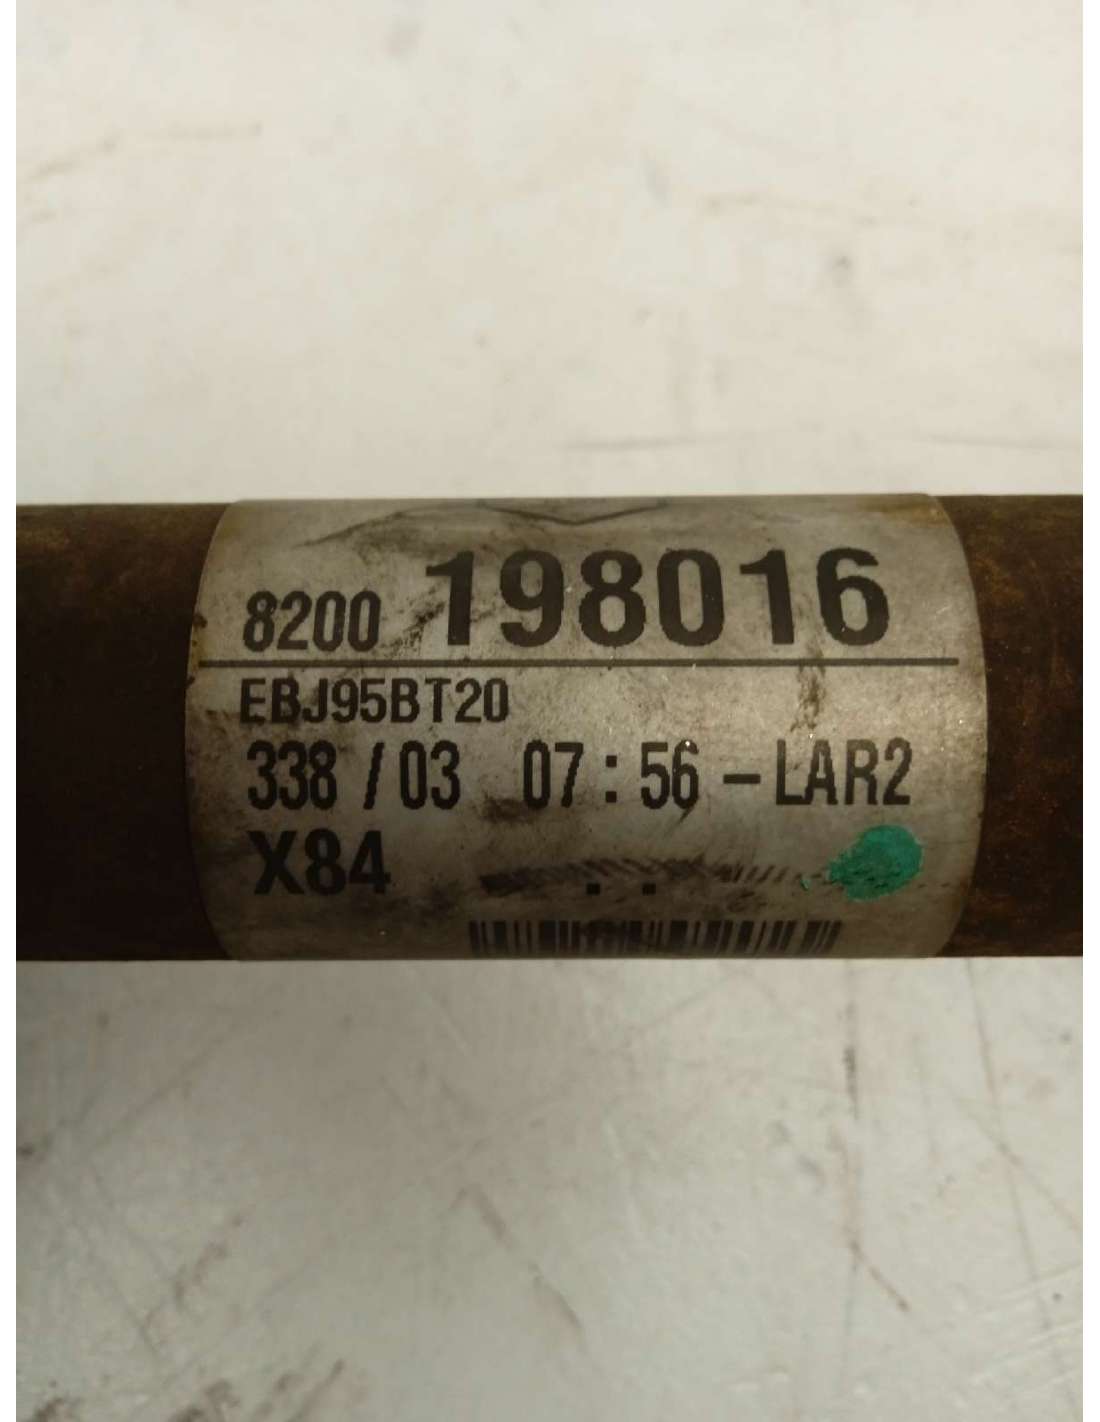 8200 198016
EBJ95BT20
338 / 03 07 : 56 - LAR2
X84